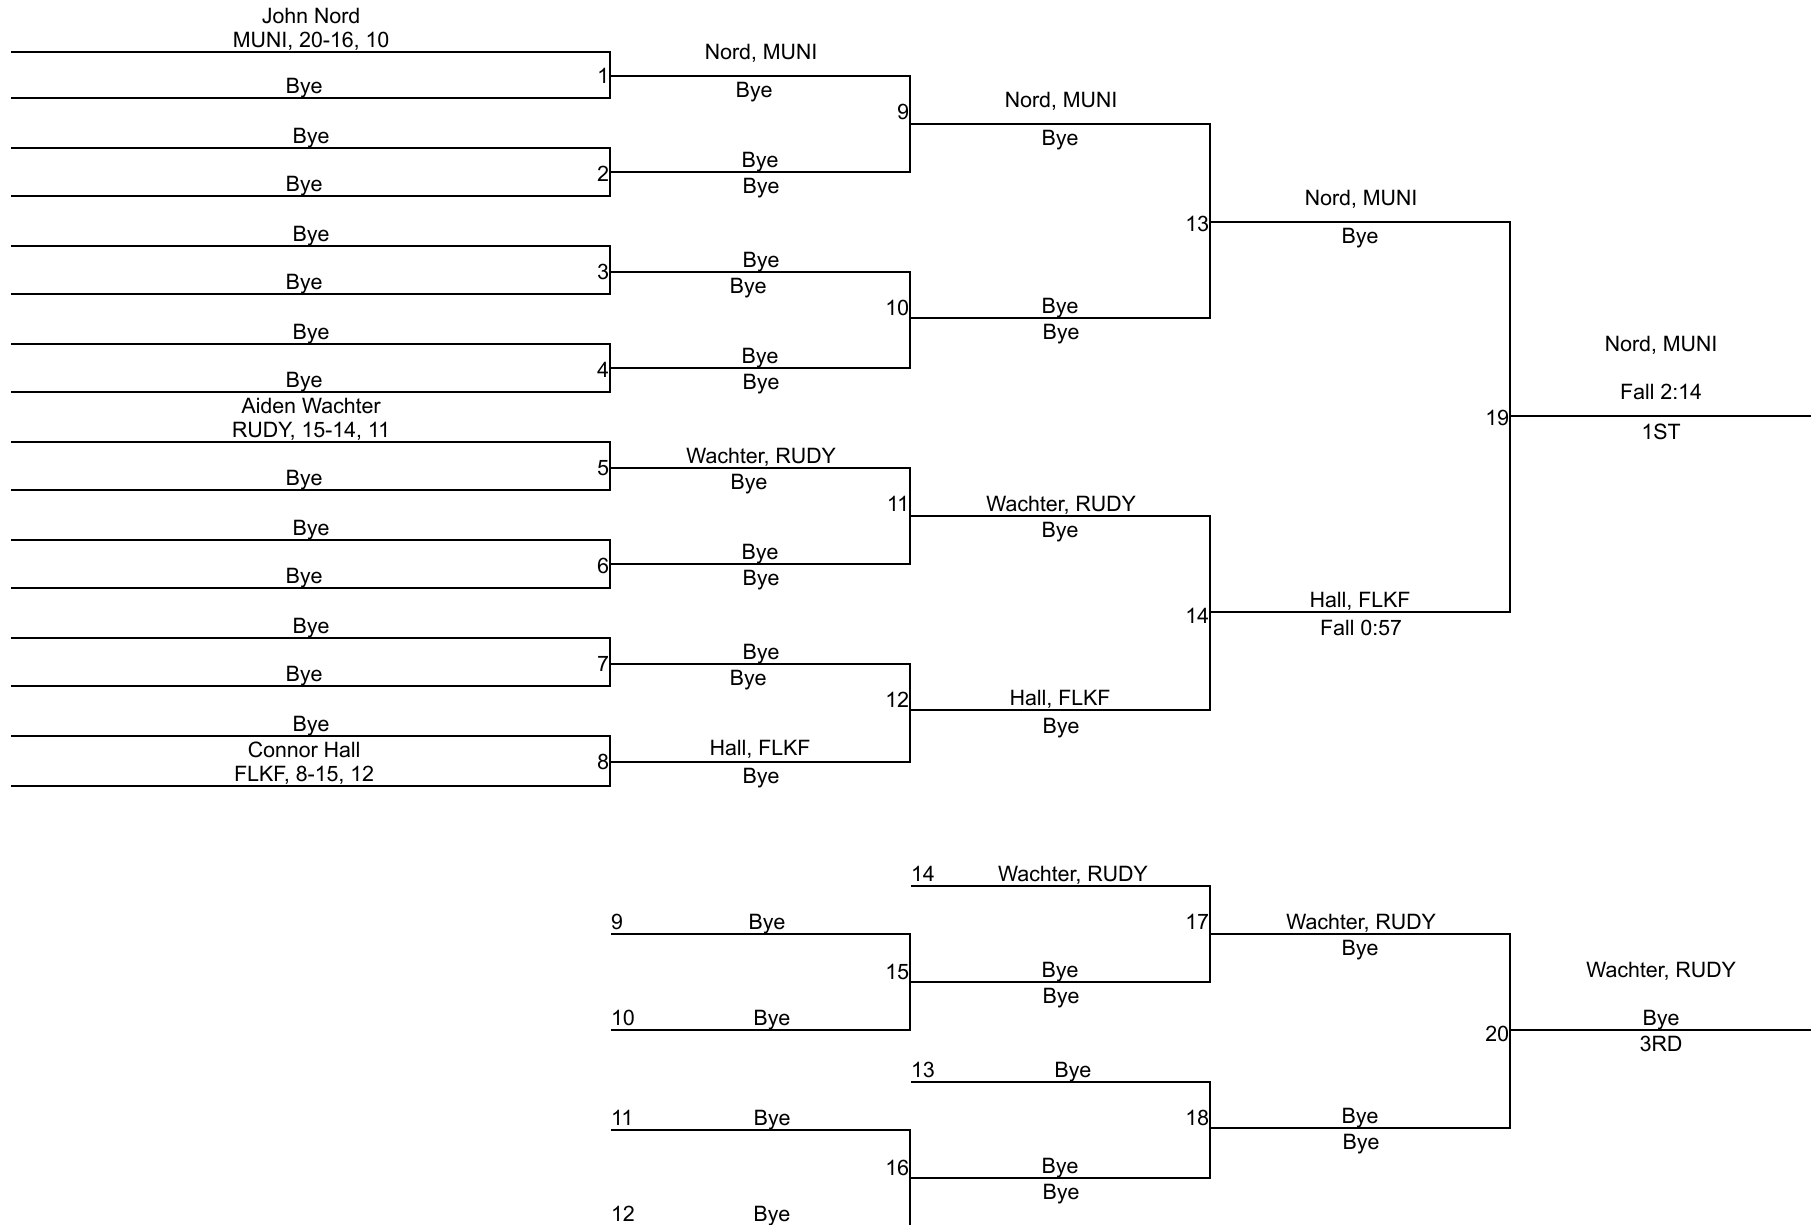 John Nord
MUNI, 20-16, 10
Nord, MUNI
1
Bye
Bye
9
Nord, MUNI
Bye
Bye
Bye
2
Bye
Bye
Nord, MUNI
13
Bye
Bye
Bye
3
Bye
Bye
10
Bye
Bye
Bye
Nord, MUNI
Bye
4
Bye
Bye
Fall 2:14
Aiden Wachter
19
RUDY, 15-14, 11
1ST
Wachter, RUDY
5
Bye
Bye
11
Wachter, RUDY
Bye
Bye
Bye
6
Bye
Bye
Hall, FLKF
14
Bye
Fall 0:57
Bye
7
Bye
Bye
12
Hall, FLKF
Bye
Bye
Connor Hall
Hall, FLKF
8
FLKF, 8-15, 12
Bye
14
Wachter, RUDY
9
Bye
17
Wachter, RUDY
Bye
15
Bye
Wachter, RUDY
Bye
10
Bye
Bye
20
3RD
13
Bye
11
Bye
18
Bye
Bye
16
Bye
Bye
12
Bye